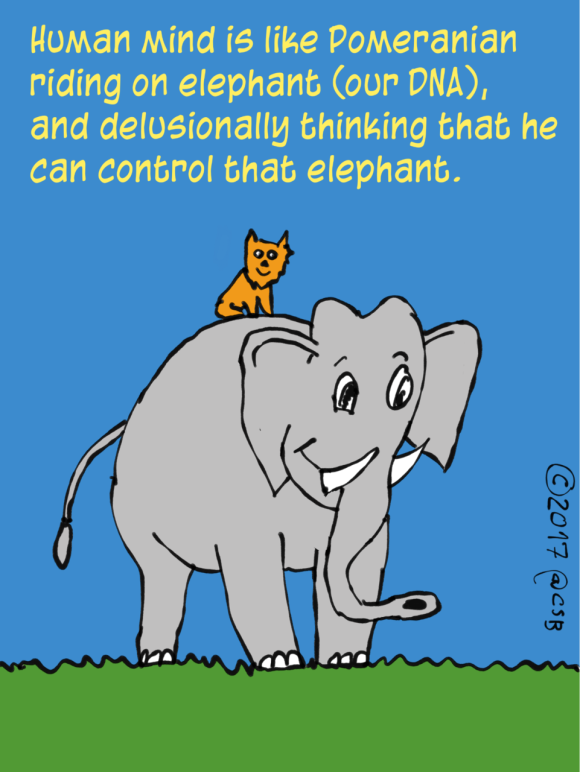 Human mind is like Pomeranian
riding on elephant (our DNA),
and delusionally thinking that he
can control that elephant.
©2017 @CSB